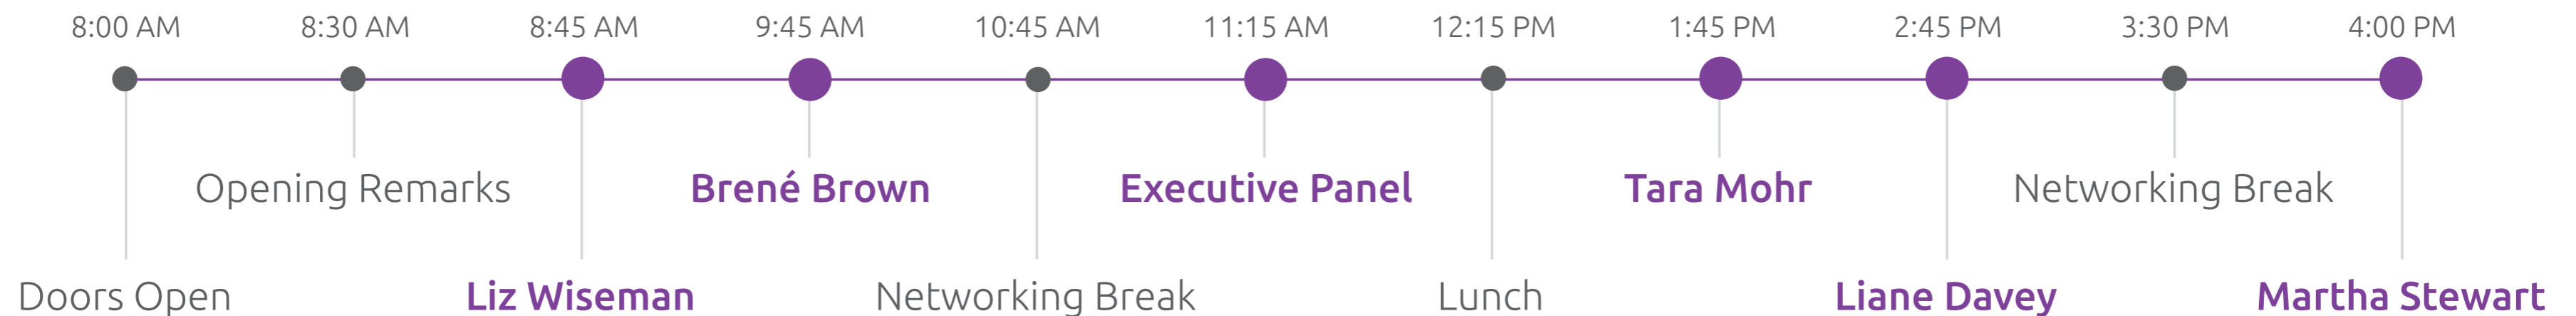 8:00 AM 8:30 AM 8:45 AM 9:45 AM 10:45 AM 11:15 AM 12:15 PM 1:45 PM 2:45 PM 3:30 PM 4:00 PM
Opening Remarks Brené Brown Executive Panel Tara Mohr Networking Break
Doors Open Liz Wiseman Networking Break Lunch Liane Davey Martha Stewart